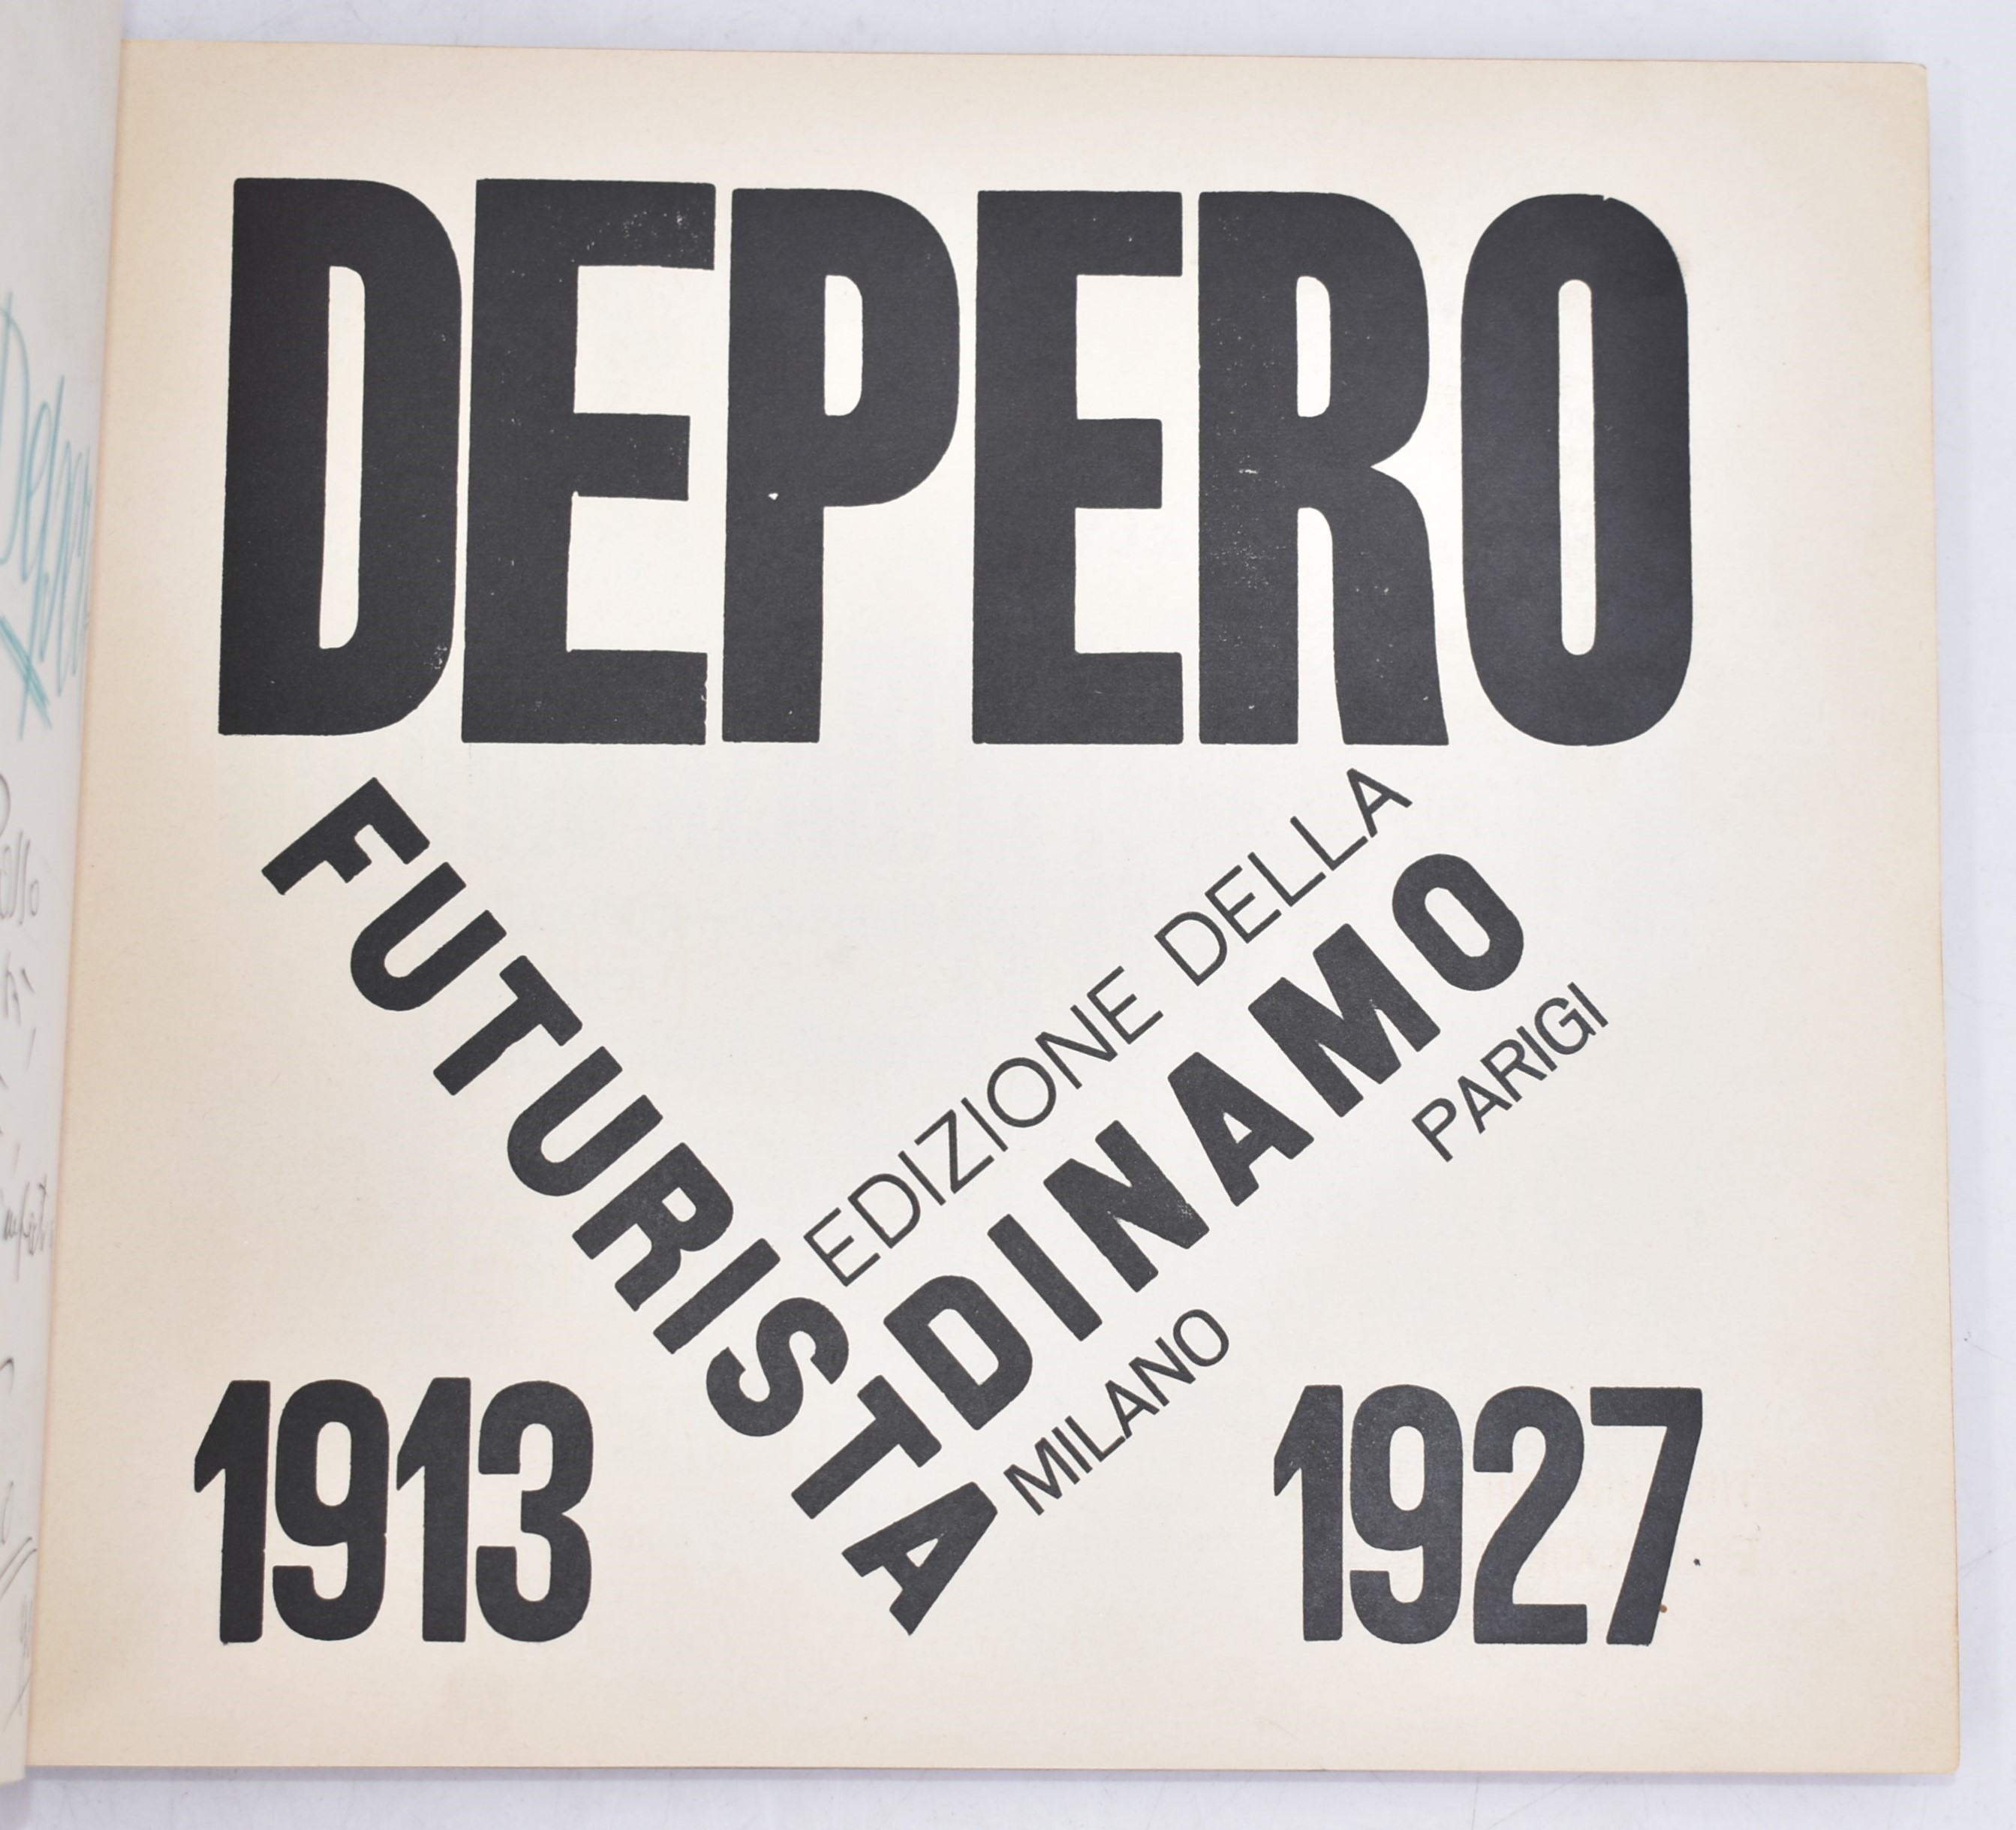 DEPERO
FUTURISTA
EDIZIONE DELLA
DINAMO
MILANO PARIGI
1913 1927